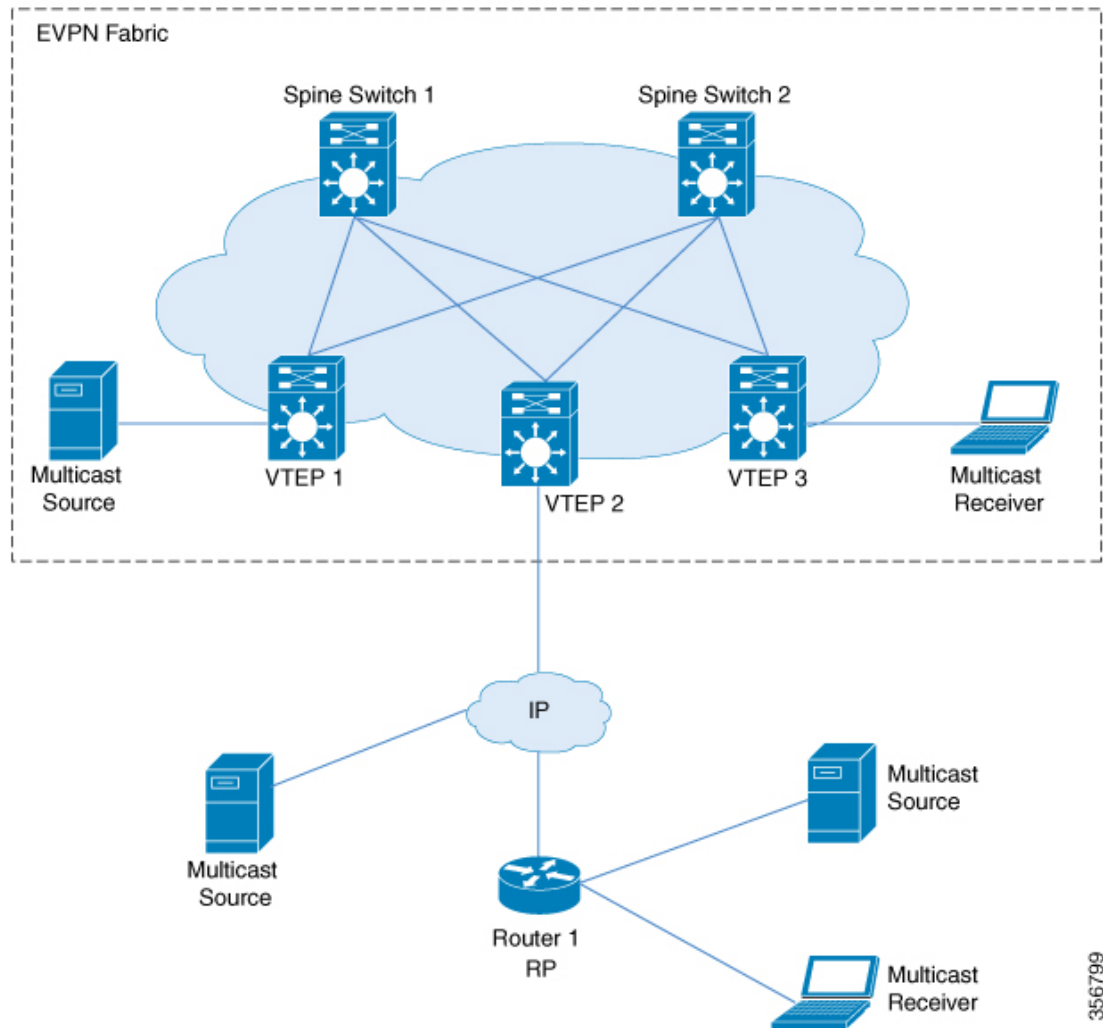 EVPN Fabric
Spine Switch 1
Spine Switch 2
Multicast
Source
VTEP 1
VTEP 2
VTEP 3
Multicast
Receiver
IP
Multicast
Source
Multicast
Source
Router 1
RP
Multicast
Receiver
356799